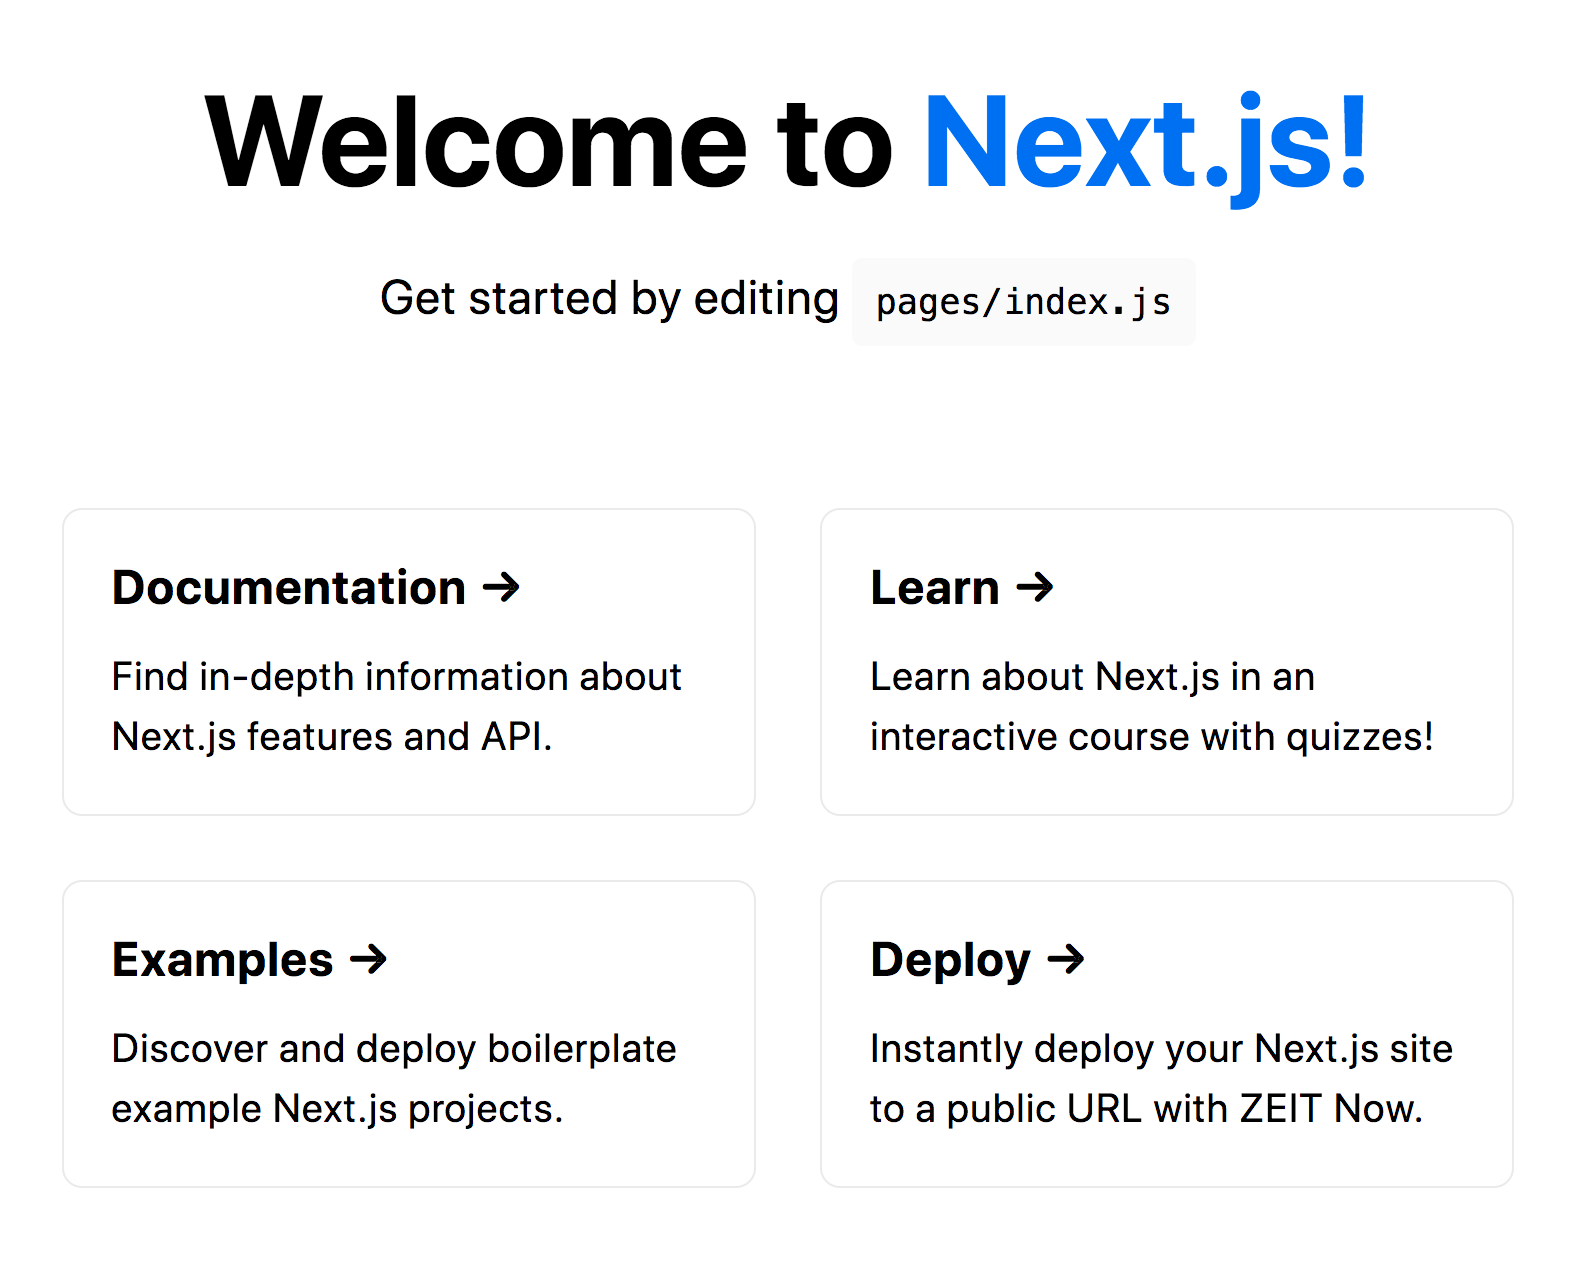 Welcome to Next.js!
Get started by editing pages/index.js
Documentation →
Find in-depth information about
Next.js features and API.
Learn →
Learn about Next.js in an
interactive course with quizzes!
Examples →
Discover and deploy boilerplate
example Next.js projects.
Deploy →
Instantly deploy your Next.js site
to a public URL with ZEIT Now.